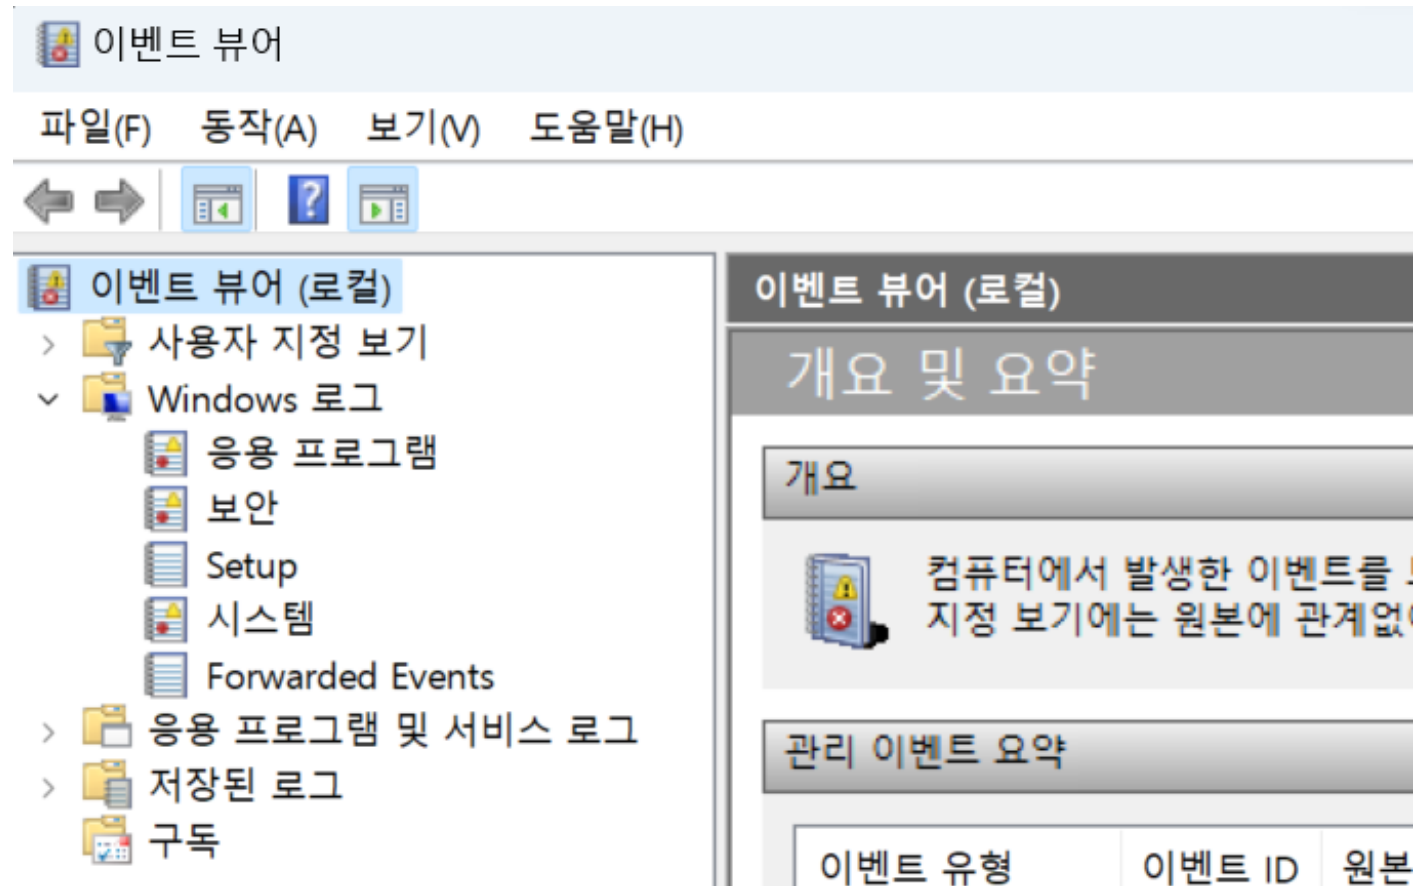 이벤트 뷰어
파일(F) 동작(A) 보기(V) 도움말(H)
이벤트 뷰어 (로컬)
사용자 지정 보기
Windows 로그
응용 프로그램
보안
Setup
시스템
Forwarded Events
응용 프로그램 및 서비스 로그
저장된 로그
구독
이벤트 뷰어 (로컬)
개요 및 요약
개요
컴퓨터에서 발생한 이벤트를
지정 보기에는 원본에 관계없이
관리 이벤트 요약
이벤트 유형 이벤트 ID 원본